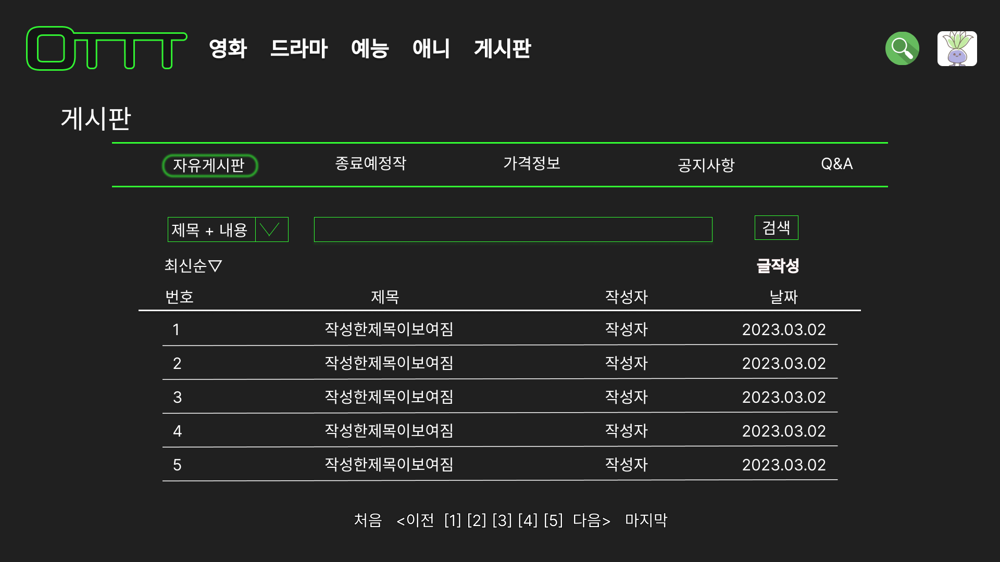 OTTT 영화 드라마 예능 애니 게시판
게시판
자유게시판 종료예정작 가격정보 공지사항 Q&A
제목 + 내용 검색
최신순▽ 글작성
번호 제목 작성자 날짜
1 작성한제목이보여짐 작성자 2023.03.02
2 작성한제목이보여짐 작성자 2023.03.02
3 작성한제목이보여짐 작성자 2023.03.02
4 작성한제목이보여짐 작성자 2023.03.02
5 작성한제목이보여짐 작성자 2023.03.02
처음 <이전 [1] [2] [3] [4] [5] 다음> 마지막